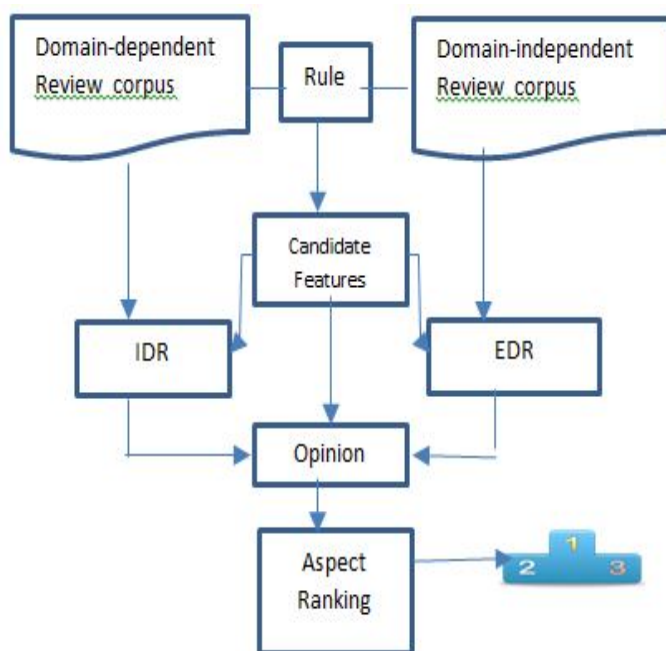 Domain-dependent
Review corpus
Rule
Domain-independent
Review corpus
Candidate
Features
IDR
EDR
Opinion
Aspect
Ranking
1
2
3